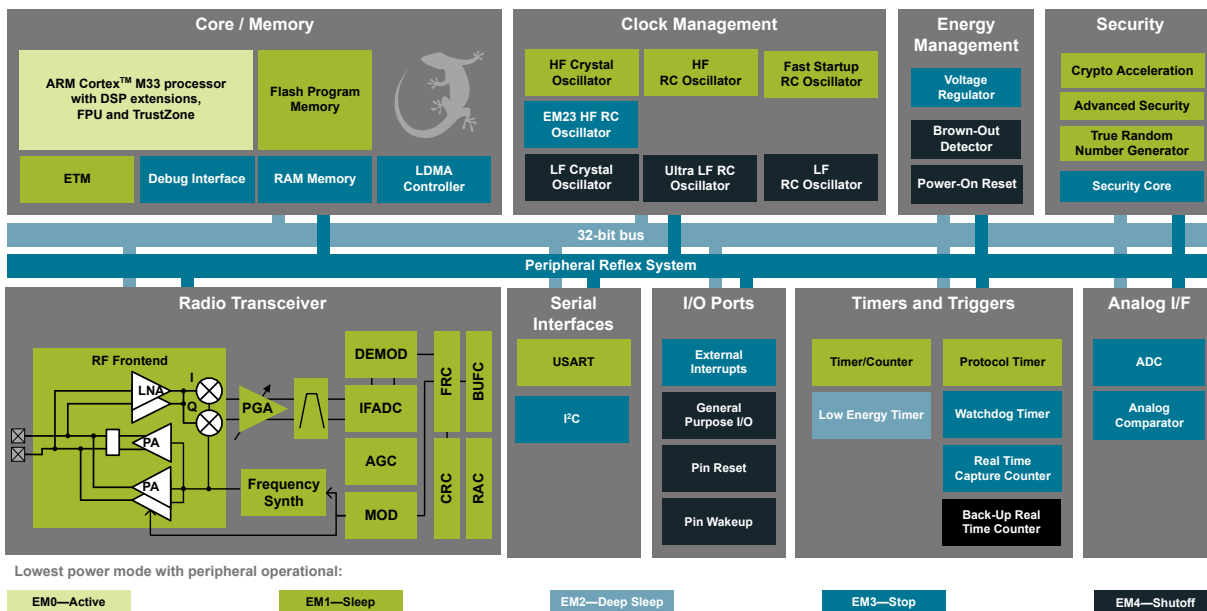 Core / Memory
ARM Cortex™ M33 processor
with DSP extensions,
FPU and TrustZone
Flash Program
Memory
ETM
Debug Interface
RAM Memory
LDMA
Controller
Clock Management
HF Crystal
Oscillator
HF
RC Oscillator
Fast Startup
RC Oscillator
EM23 HF RC
Oscillator
LF Crystal
Oscillator
Ultra LF RC
Oscillator
LF
RC Oscillator
Energy
Management
Voltage
Regulator
Brown-Out
Detector
Power-On Reset
Security
Crypto Acceleration
Advanced Security
True Random
Number Generator
Security Core
32-bit bus
Peripheral Reflex System
Radio Transceiver
RF Frontend
LNA
I
Q
PA
PA
PGA
Frequency
Synth
DEMOD
IFADC
AGC
MOD
FRC
BUFC
CRC
RAC
Serial
Interfaces
USART
I²C
I/O Ports
External
Interrupts
General
Purpose I/O
Pin Reset
Pin Wakeup
Timers and Triggers
Timer/Counter
Protocol Timer
Low Energy Timer
Watchdog Timer
Real Time
Capture Counter
Back-Up Real
Time Counter
Analog I/F
ADC
Analog
Comparator
Lowest power mode with peripheral operational:
EM0—Active
EM1—Sleep
EM2—Deep Sleep
EM3—Stop
EM4—Shutoff